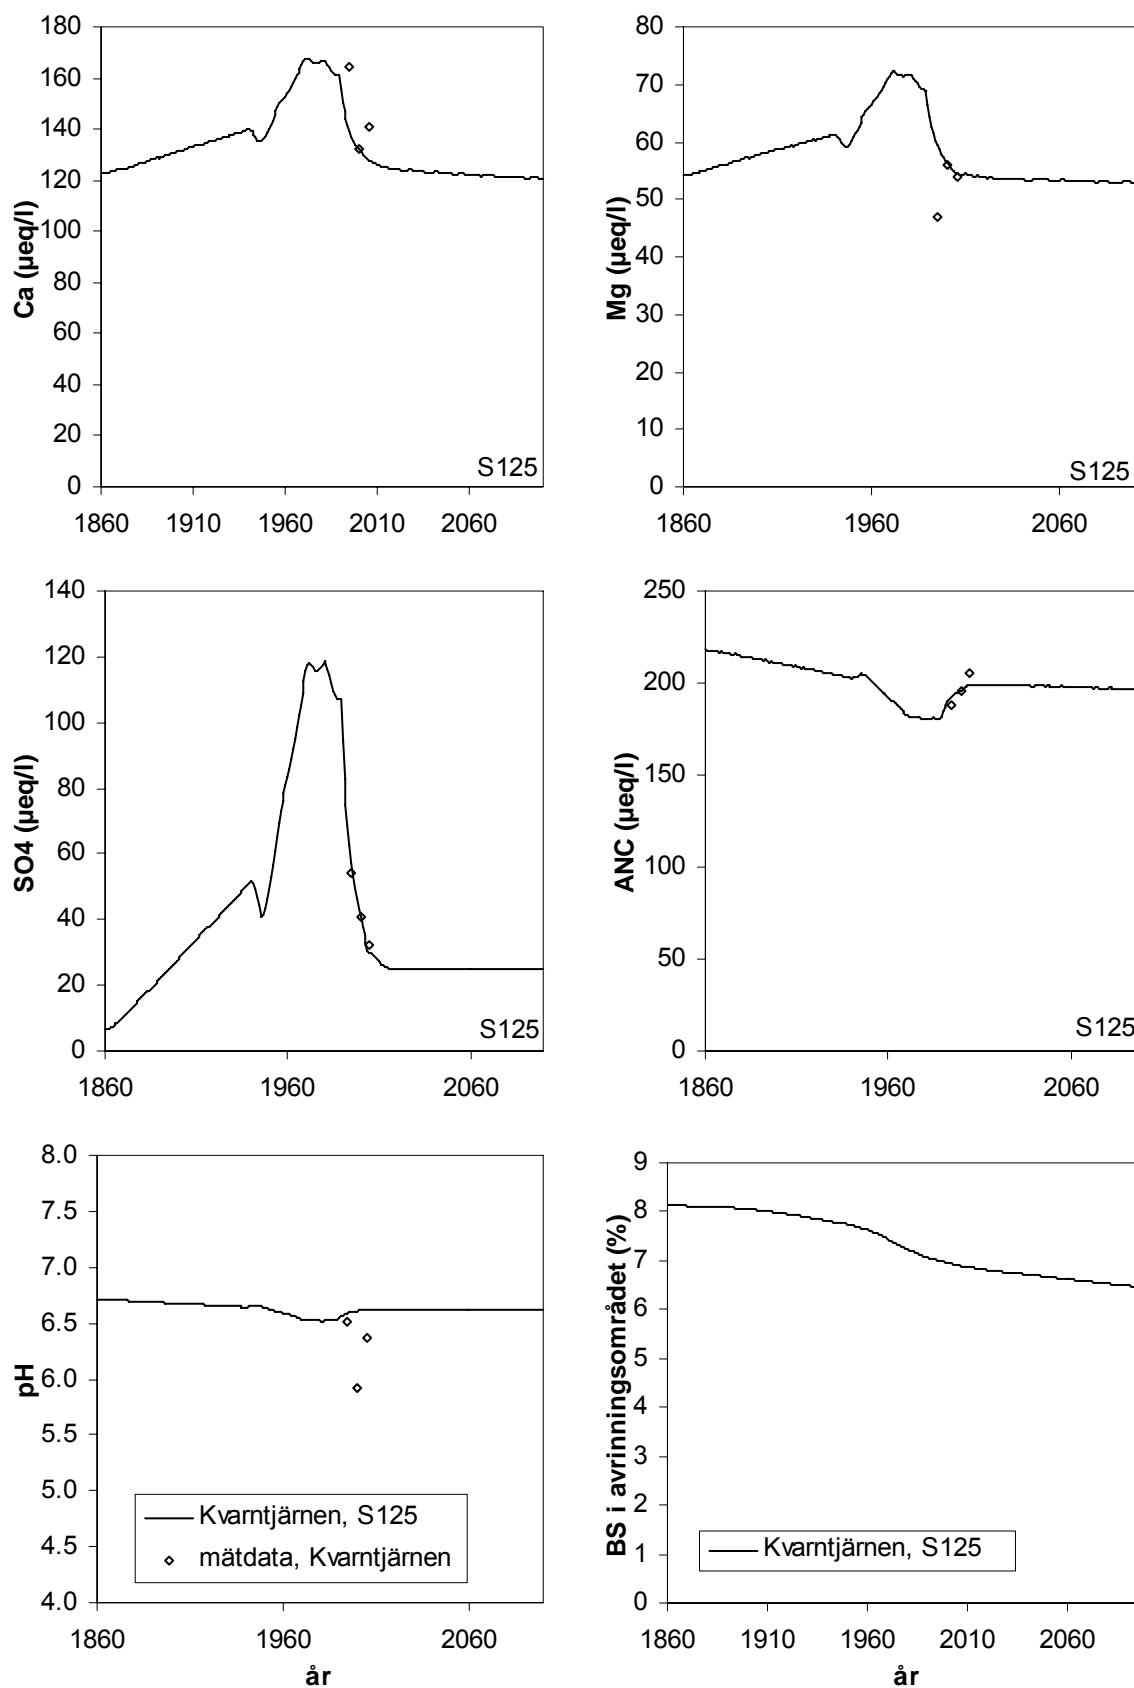 Ca (µeq/l)
180
160
140
120
100
80
60
40
20
0
S125
1860 1910 1960 2010 2060
Mg (µeq/l)
80
70
60
50
40
30
20
10
0
S125
1860 1960 2060
SO4 (µeq/l)
140
120
100
80
60
40
20
0
S125
1860 1960 2060
ANC (µeq/l)
250
200
150
100
50
0
S125
1860 1960 2060
pH
8.0
7.5
7.0
6.5
6.0
5.5
5.0
4.5
4.0
Kvarntjärnen, S125
mätdata, Kvarntjärnen
1860 1960 2060
år
BS i avrinningsområdet (%)
9
8
7
6
5
4
3
2
1
0
Kvarntjärnen, S125
1860 1910 1960 2010 2060
år